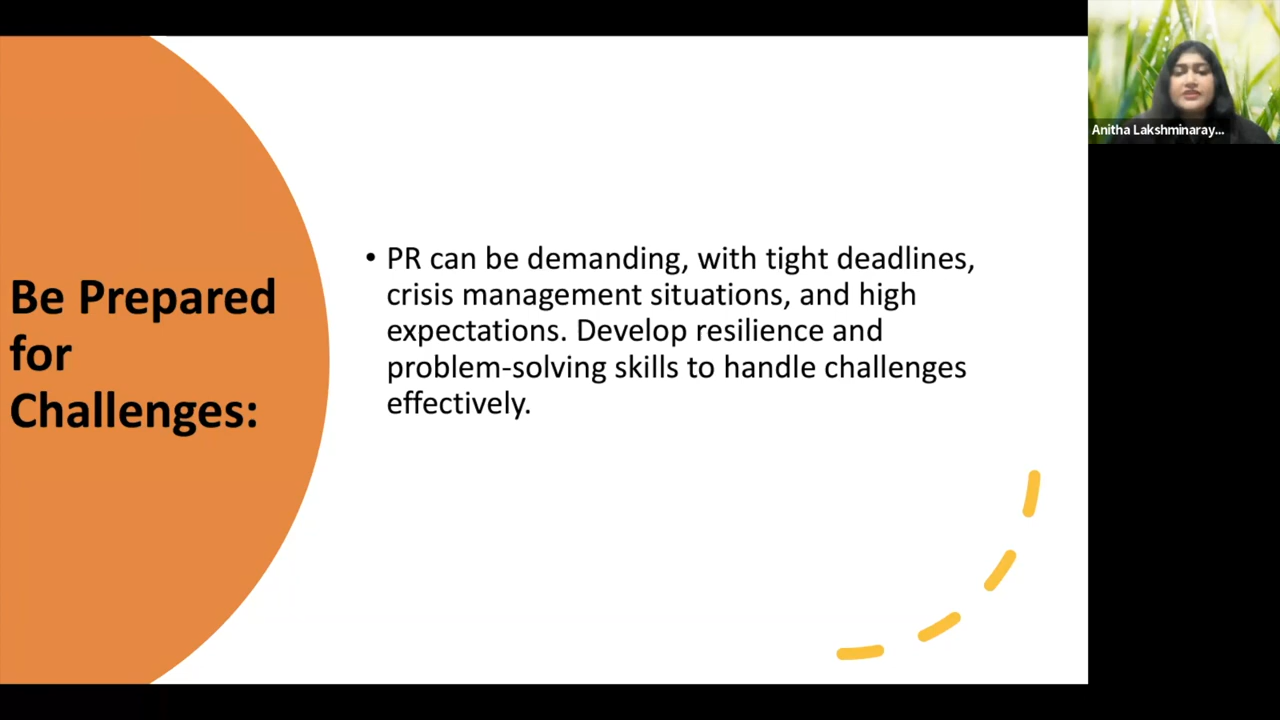 Be Prepared
for
Challenges:
• PR can be demanding, with tight deadlines,
crisis management situations, and high
expectations. Develop resilience and
problem-solving skills to handle challenges
effectively.
Anitha Lakshminaray...